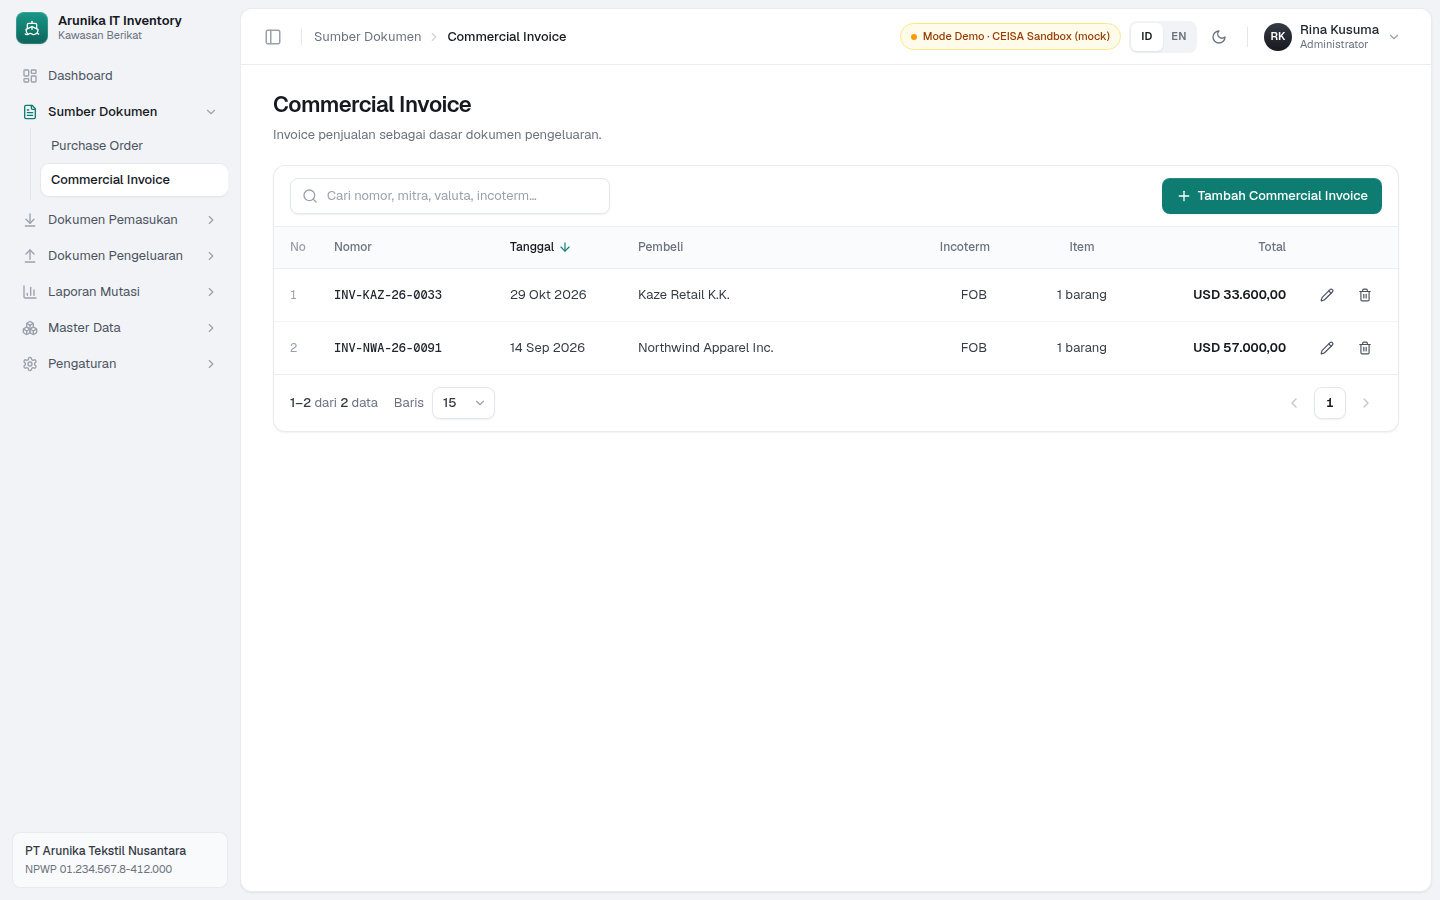 Arunika IT Inventory
Kawasan Berikat
Dashboard
Sumber Dokumen
Purchase Order
Commercial Invoice
Dokumen Pemasukan
Dokumen Pengeluaran
Laporan Mutasi
Master Data
Pengaturan
PT Arunika Tekstil Nusantara
NPWP 01.234.567.8-412.000
Sumber Dokumen Commercial Invoice
Mode Demo · CEISA Sandbox (mock)
ID EN
RK
Rina Kusuma
Administrator
Commercial Invoice
Invoice penjualan sebagai dasar dokumen pengeluaran.
Cari nomor, mitra, valuta, incoterm…
Tambah Commercial Invoice
No Nomor Tanggal Pembeli Incoterm Item Total
1 INV-KAZ-26-0033 29 Okt 2026 Kaze Retail K.K. FOB 1 barang USD 33.600,00
2 INV-NWA-26-0091 14 Sep 2026 Northwind Apparel Inc. FOB 1 barang USD 57.000,00
1–2 dari 2 data Baris 15 1